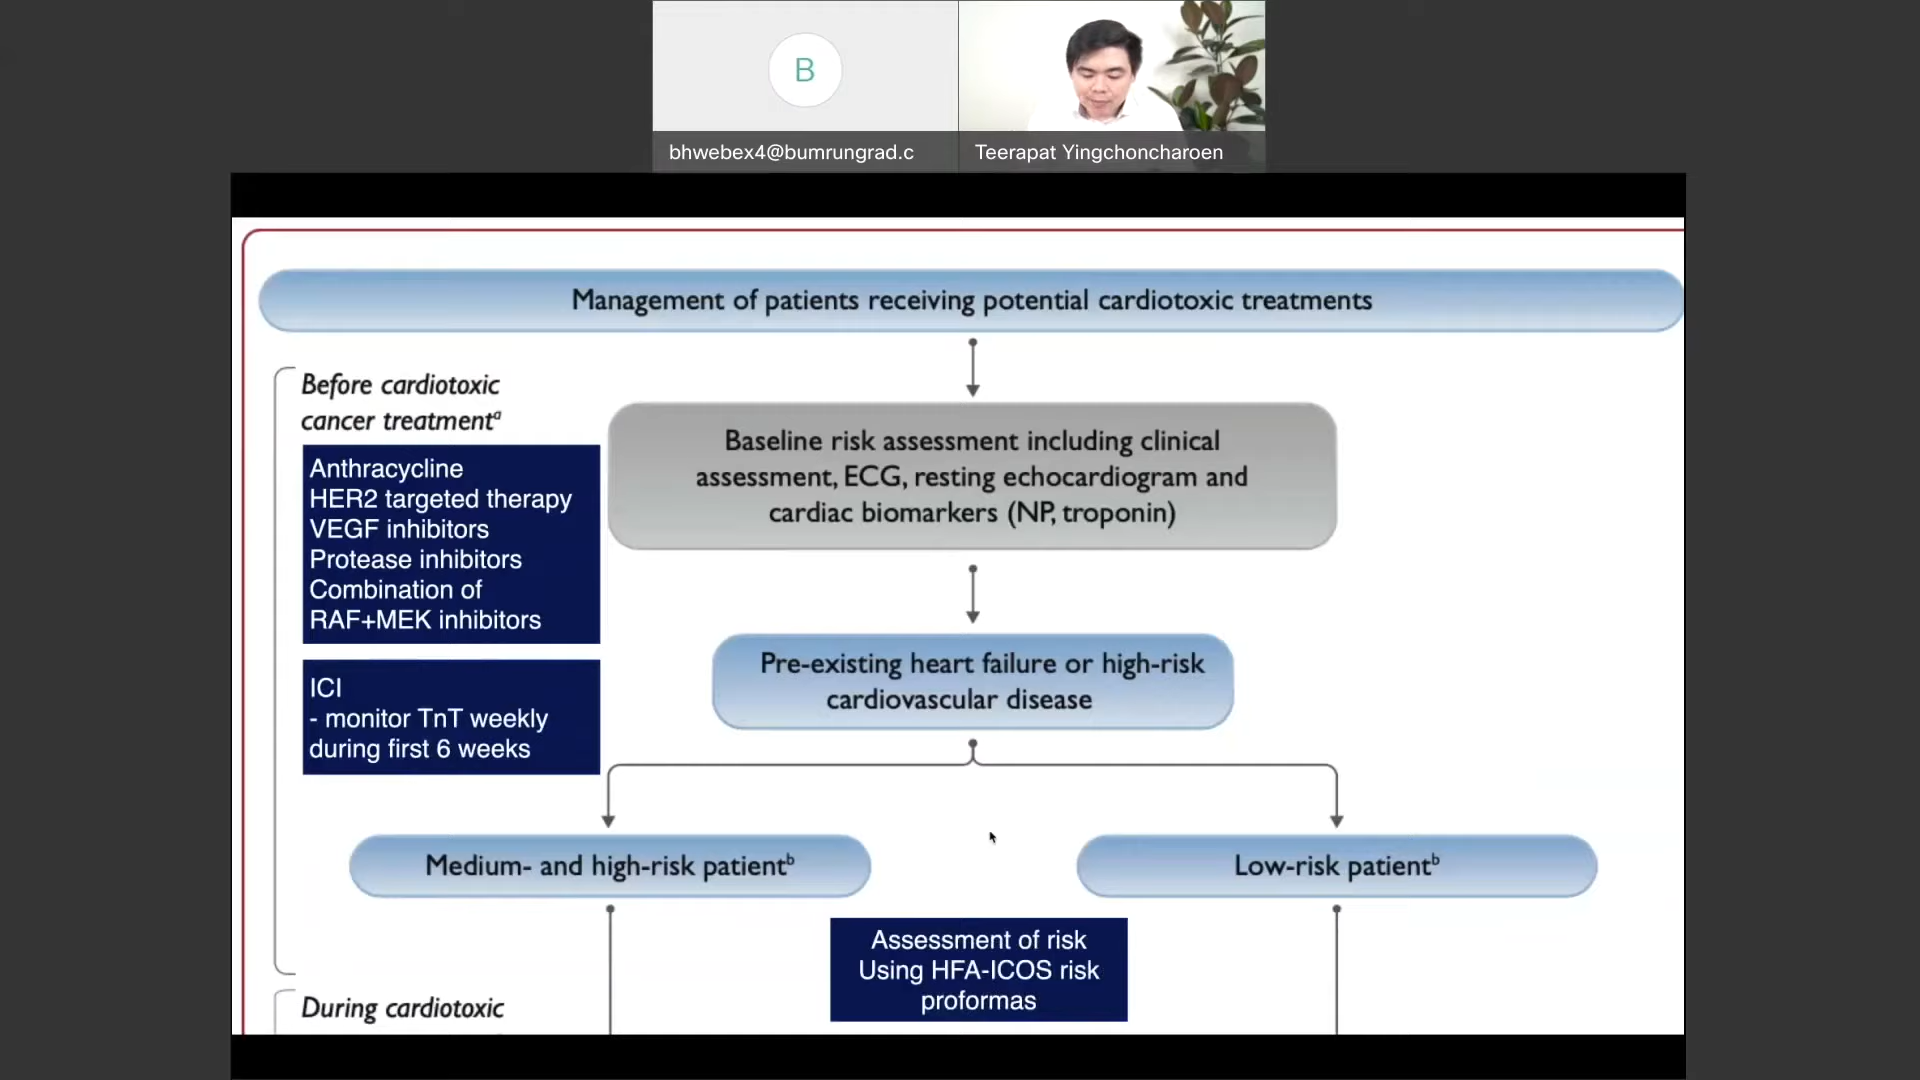 B
bhwebex4@bumrungrad.c
Teerapat Yingchoncharoen
Management of patients receiving potential cardiotoxic treatments
Before cardiotoxic
cancer treatmentᵃ
Anthracycline
HER2 targeted therapy
VEGF inhibitors
Protease inhibitors
Combination of
RAF+MEK inhibitors
ICI
- monitor TnT weekly
during first 6 weeks
Baseline risk assessment including clinical
assessment, ECG, resting echocardiogram and
cardiac biomarkers (NP, troponin)
Pre-existing heart failure or high-risk
cardiovascular disease
Medium- and high-risk patientᵇ
Low-risk patientᵇ
Assessment of risk
Using HFA-ICOS risk
proformas
During cardiotoxic